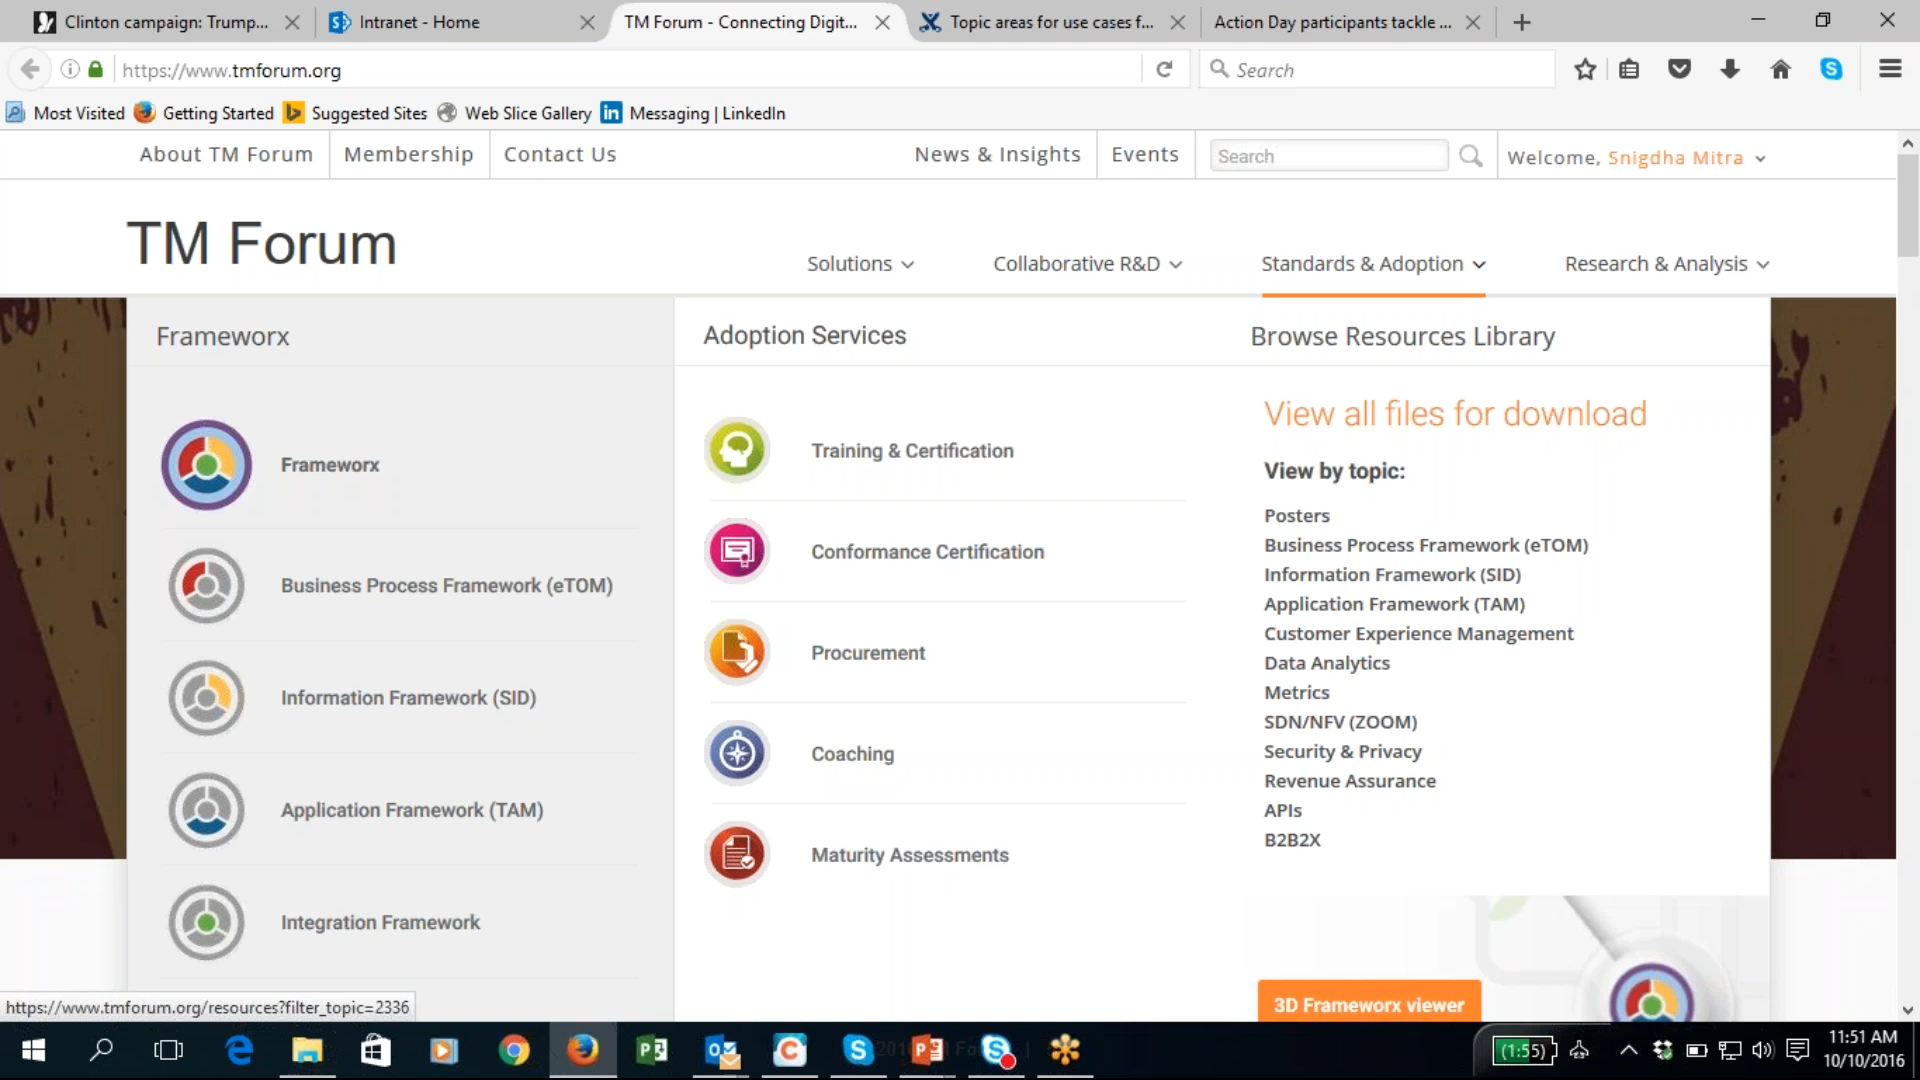 Clinton campaign: Trump...
Intranet - Home
TM Forum - Connecting Digit...
Topic areas for use cases f...
Action Day participants tackle ...
https://www.tmforum.org
Search
Most Visited
Getting Started
Suggested Sites
Web Slice Gallery
Messaging | LinkedIn
About TM Forum
Membership
Contact Us
News & Insights
Events
Search
Welcome, Snigdha Mitra
TM Forum
Solutions
Collaborative R&D
Standards & Adoption
Research & Analysis
Frameworx
Frameworx
Business Process Framework (eTOM)
Information Framework (SID)
Application Framework (TAM)
Integration Framework
Adoption Services
Training & Certification
Conformance Certification
Procurement
Coaching
Maturity Assessments
Browse Resources Library
View all files for download
View by topic:
Posters
Business Process Framework (eTOM)
Information Framework (SID)
Application Framework (TAM)
Customer Experience Management
Data Analytics
Metrics
SDN/NFV (ZOOM)
Security & Privacy
Revenue Assurance
APIs
B2B2X
3D Frameworx viewer
https://www.tmforum.org/resources?filter_topic=2336
(1:55)
11:51 AM
10/10/2016